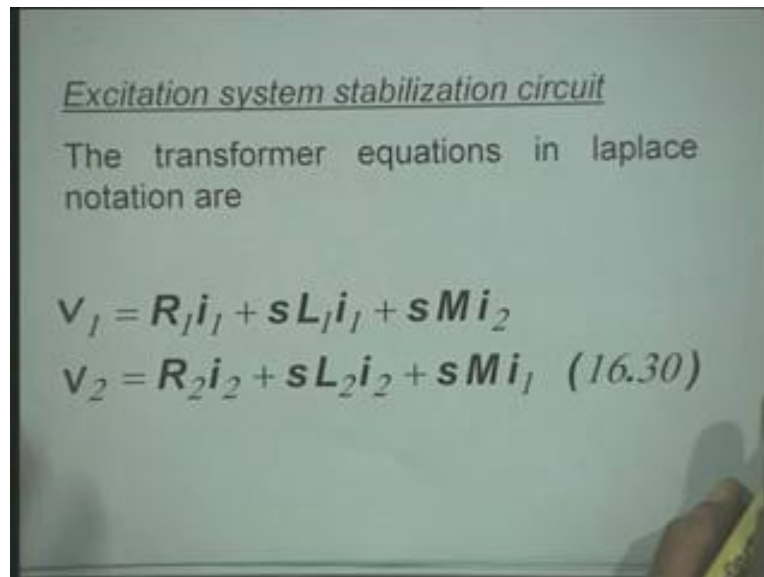 Excitation system stabilization circuit
The transformer equations in laplace
notation are
v₁ = R₁i₁ + sL₁i₁ + sMi₂
v₂ = R₂i₂ + sL₂i₂ + sMi₁ (16.30)